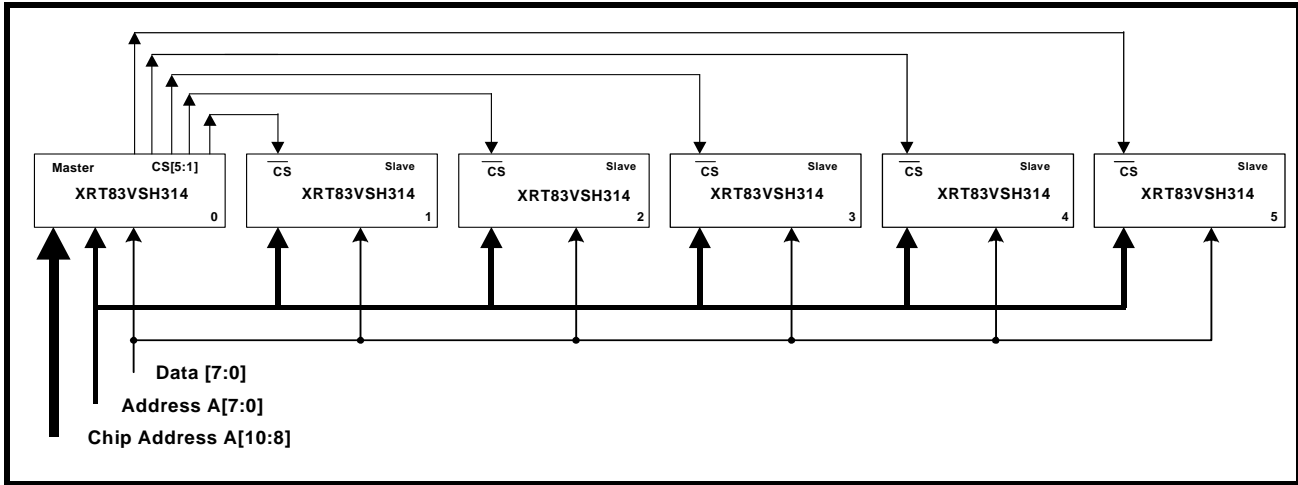 Master CS[5:1]
XRT83VSH314
0
CS Slave
XRT83VSH314
1
CS Slave
XRT83VSH314
2
CS Slave
XRT83VSH314
3
CS Slave
XRT83VSH314
4
CS Slave
XRT83VSH314
5
Data [7:0]
Address A[7:0]
Chip Address A[10:8]